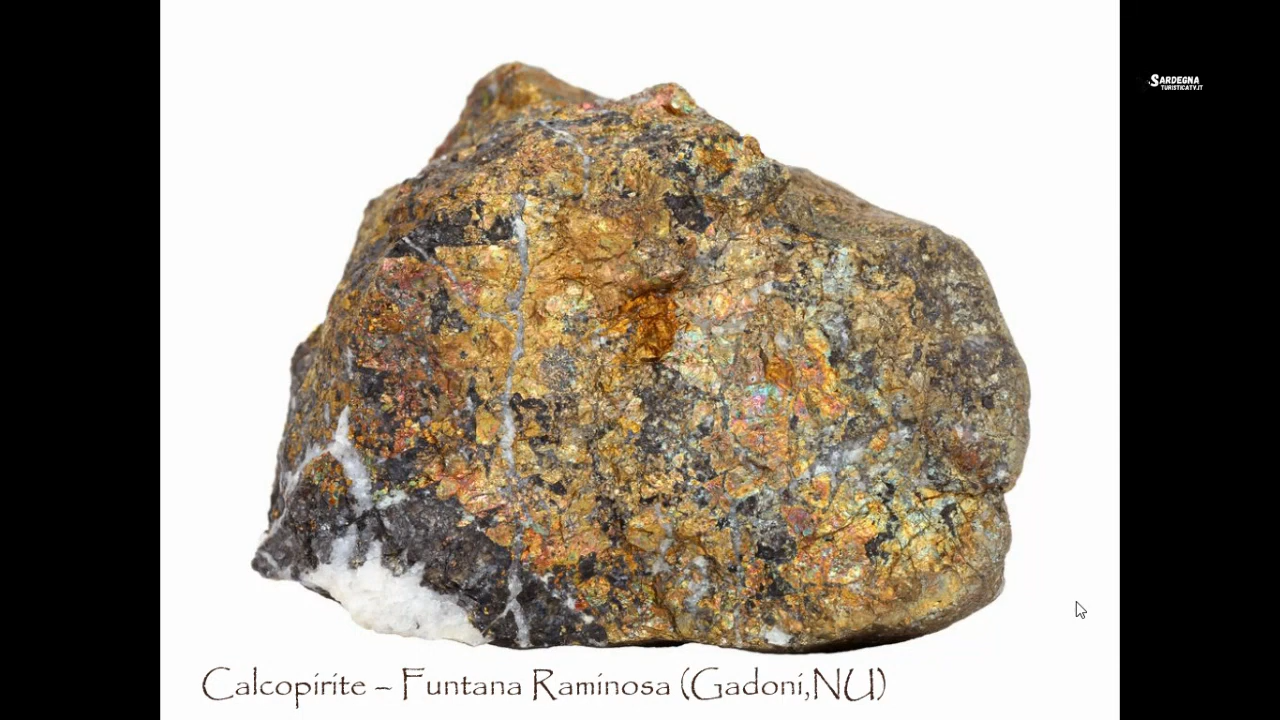 SARDEGNA
TURISTICATV.IT
Calcopirite – Funtana Raminosa (Gadoni,NU)